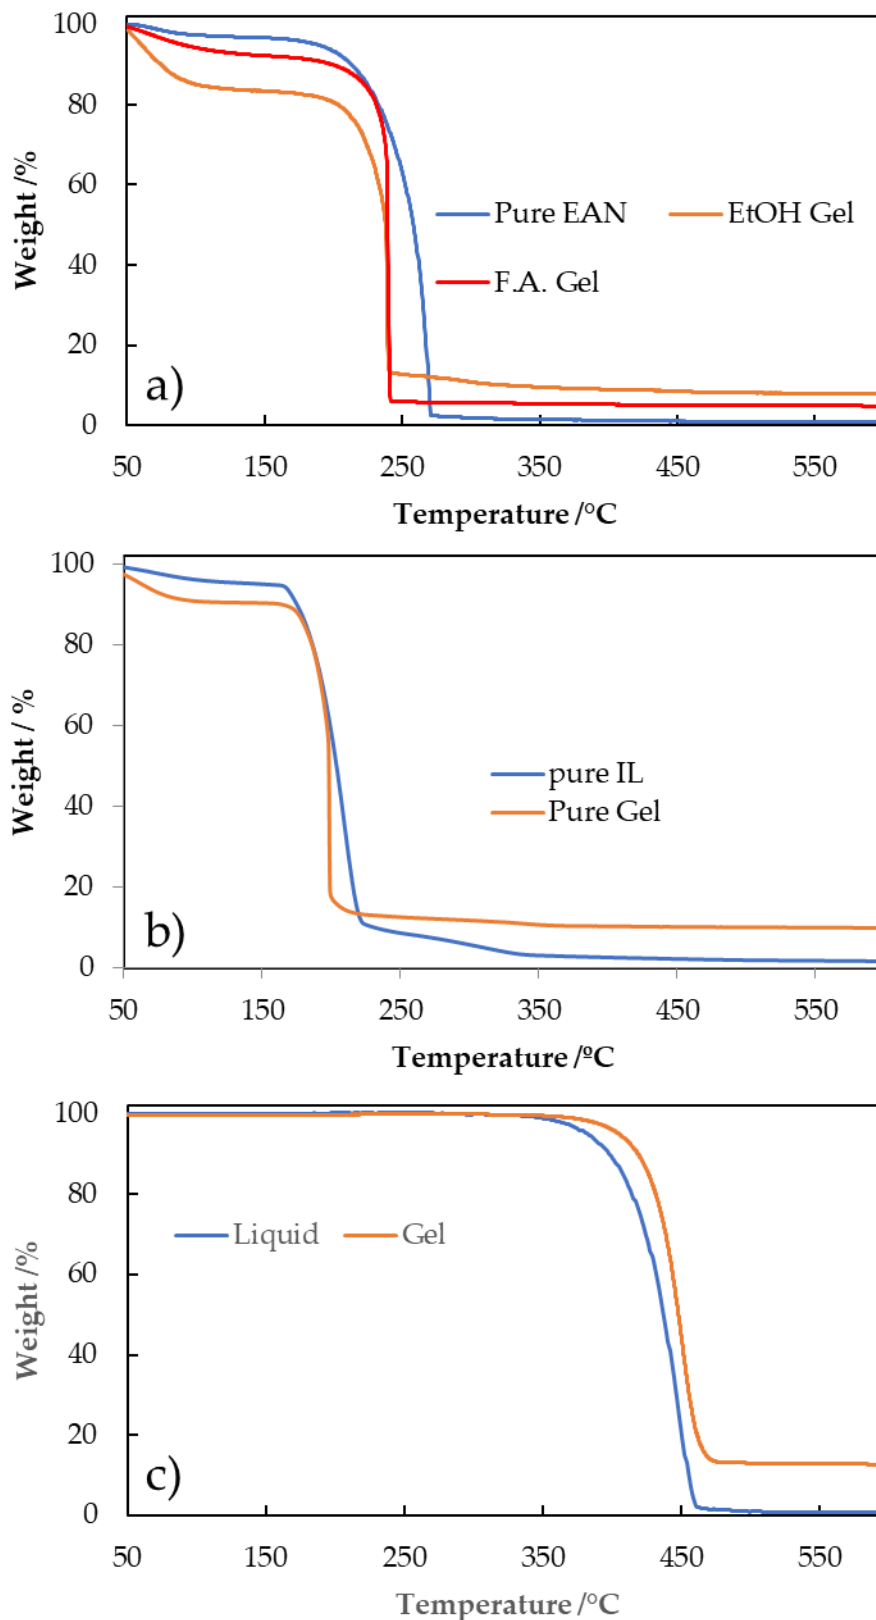 100
80
60
40
20
0
Weight /%
Pure EAN
EtOH Gel
F.A. Gel
a)
50 150 250 350 450 550
Temperature /°C
100
80
60
40
20
0
Weight / %
pure IL
Pure Gel
b)
50 150 250 350 450 550
Temperature /ºC
100
80
60
40
20
0
Weight /%
Liquid Gel
c)
50 150 250 350 450 550
Temperature /°C